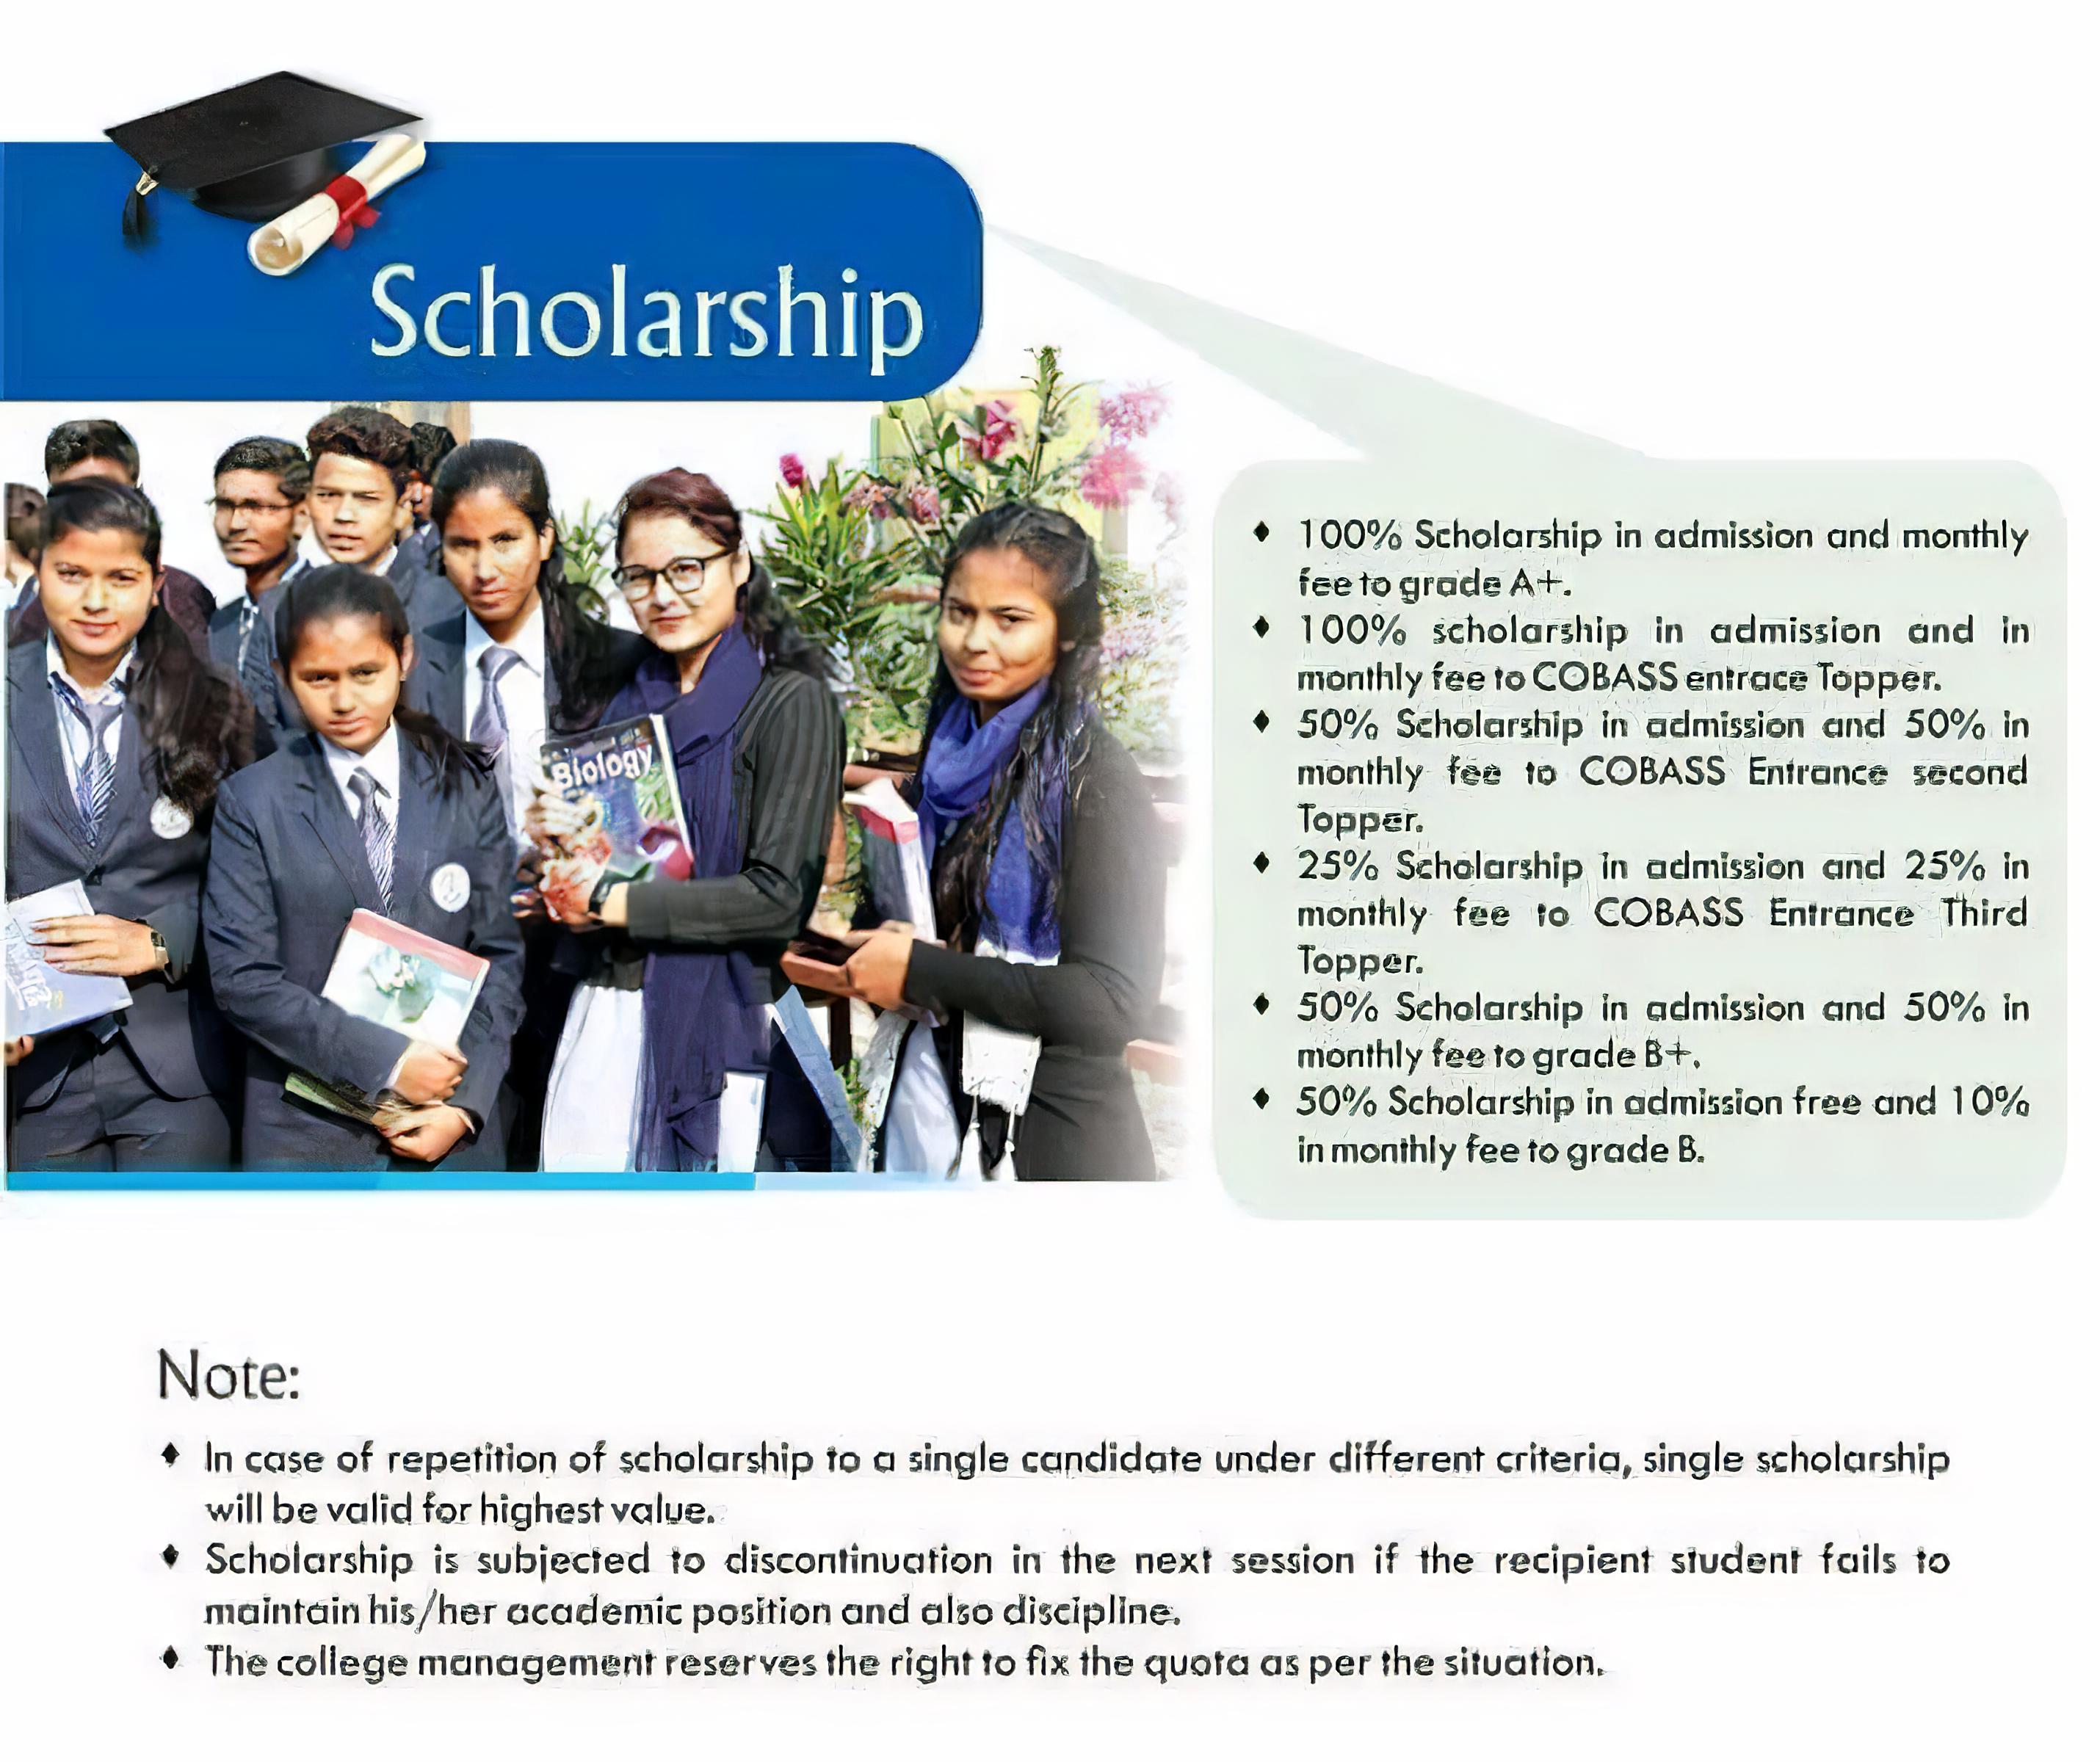 Scholarship
Biology
♦ 100% Scholarship in admission and monthly
fee to grade A+.
♦ 100% scholarship in admission and in
monthly fee to COBASS entrace Topper.
♦ 50% Scholarship in admission and 50% in
monthly fee to COBASS Entrance second
Topper.
♦ 25% Scholarship in admission and 25% in
monthly fee to COBASS Entrance Third
Topper.
♦ 50% Scholarship in admission and 50% in
monthly fee to grade B+.
♦ 50% Scholarship in admission free and 10%
in monthly fee to grade B.
Note:
♦ In case of repetition of scholarship to a single candidate under different criteria, single scholarship
will be valid for highest value.
♦ Scholarship is subjected to discontinuation in the next session if the recipient student fails to
maintain his/her academic position and also discipline.
♦ The college management reserves the right to fix the quota as per the situation.